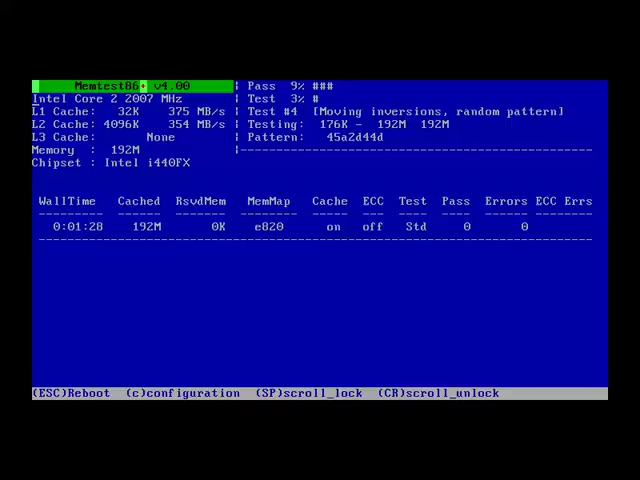 Memtest86+ v4.00 | Pass 9% ###
Intel Core 2 2007 MHz | Test 3% #
L1 Cache: 32K 375 MB/s | Test #4 [Moving inversions, random pattern]
L2 Cache: 4096K 354 MB/s | Testing: 176K - 192M 192M
L3 Cache: None | Pattern: 45a2d44d
Memory : 192M |-------------------------------------------------
Chipset : Intel i440FX
WallTime Cached RsvdMem MemMap Cache ECC Test Pass Errors ECC Errs
--------- ------ ------- -------- ----- --- ---- ---- ------ --------
0:01:28 192M 0K e820 on off Std 0 0
------------------------------------------------------------------------------
(ESC)Reboot (c)configuration (SP)scroll_lock (CR)scroll_unlock